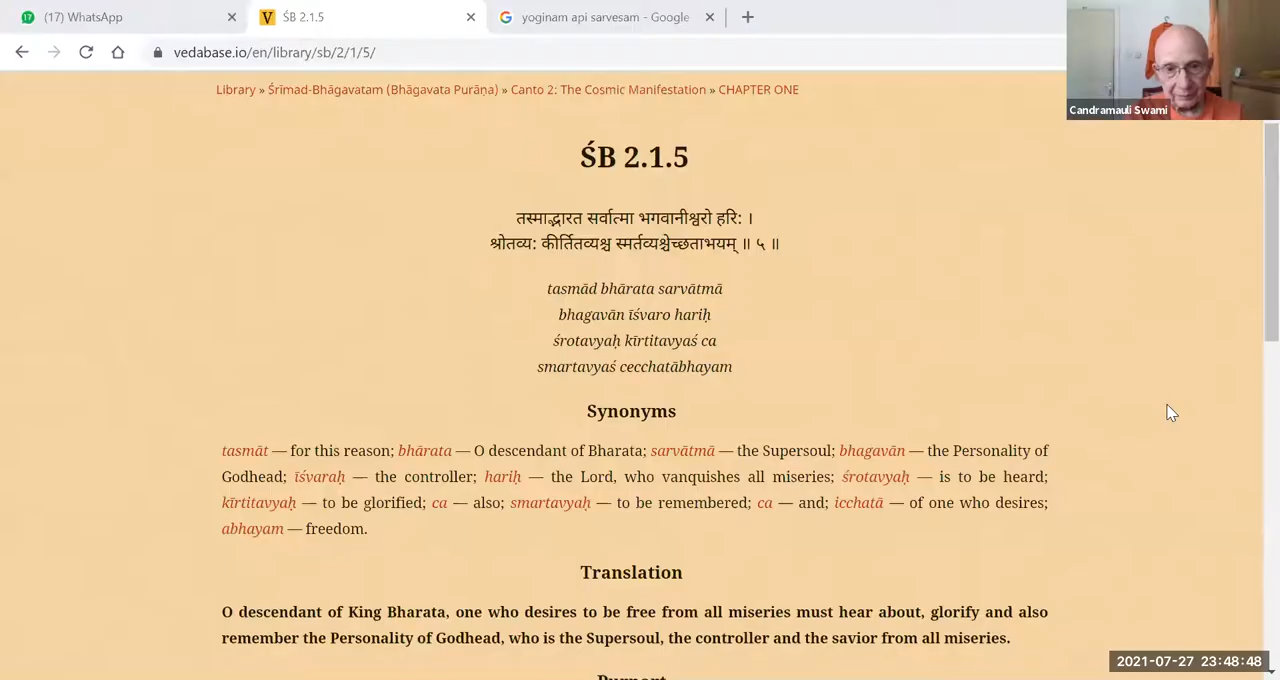 (17) WhatsApp
ŚB 2.1.5
yoginam api sarvesam - Google
vedabase.io/en/library/sb/2/1/5/
Candramauli Swami
Library » Śrīmad-Bhāgavatam (Bhāgavata Purāṇa) » Canto 2: The Cosmic Manifestation » CHAPTER ONE
ŚB 2.1.5
तस्माद्भारत सर्वात्मा भगवानीश्वरो हरि: ।
श्रोतव्य: कीर्तितव्यश्च स्मर्तव्यश्चेच्छताभयम् ॥ ५ ॥
tasmād bhārata sarvātmā
bhagavān īśvaro hariḥ
śrotavyaḥ kīrtitavyaś ca
smartavyaś cecchatābhayam
Synonyms
tasmāt — for this reason; bhārata — O descendant of Bharata; sarvātmā — the Supersoul; bhagavān — the Personality of
Godhead; īśvaraḥ — the controller; hariḥ — the Lord, who vanquishes all miseries; śrotavyaḥ — is to be heard;
kīrtitavyaḥ — to be glorified; ca — also; smartavyaḥ — to be remembered; ca — and; icchatā — of one who desires;
abhayam — freedom.
Translation
O descendant of King Bharata, one who desires to be free from all miseries must hear about, glorify and also
remember the Personality of Godhead, who is the Supersoul, the controller and the savior from all miseries.
2021-07-27 23:48:48